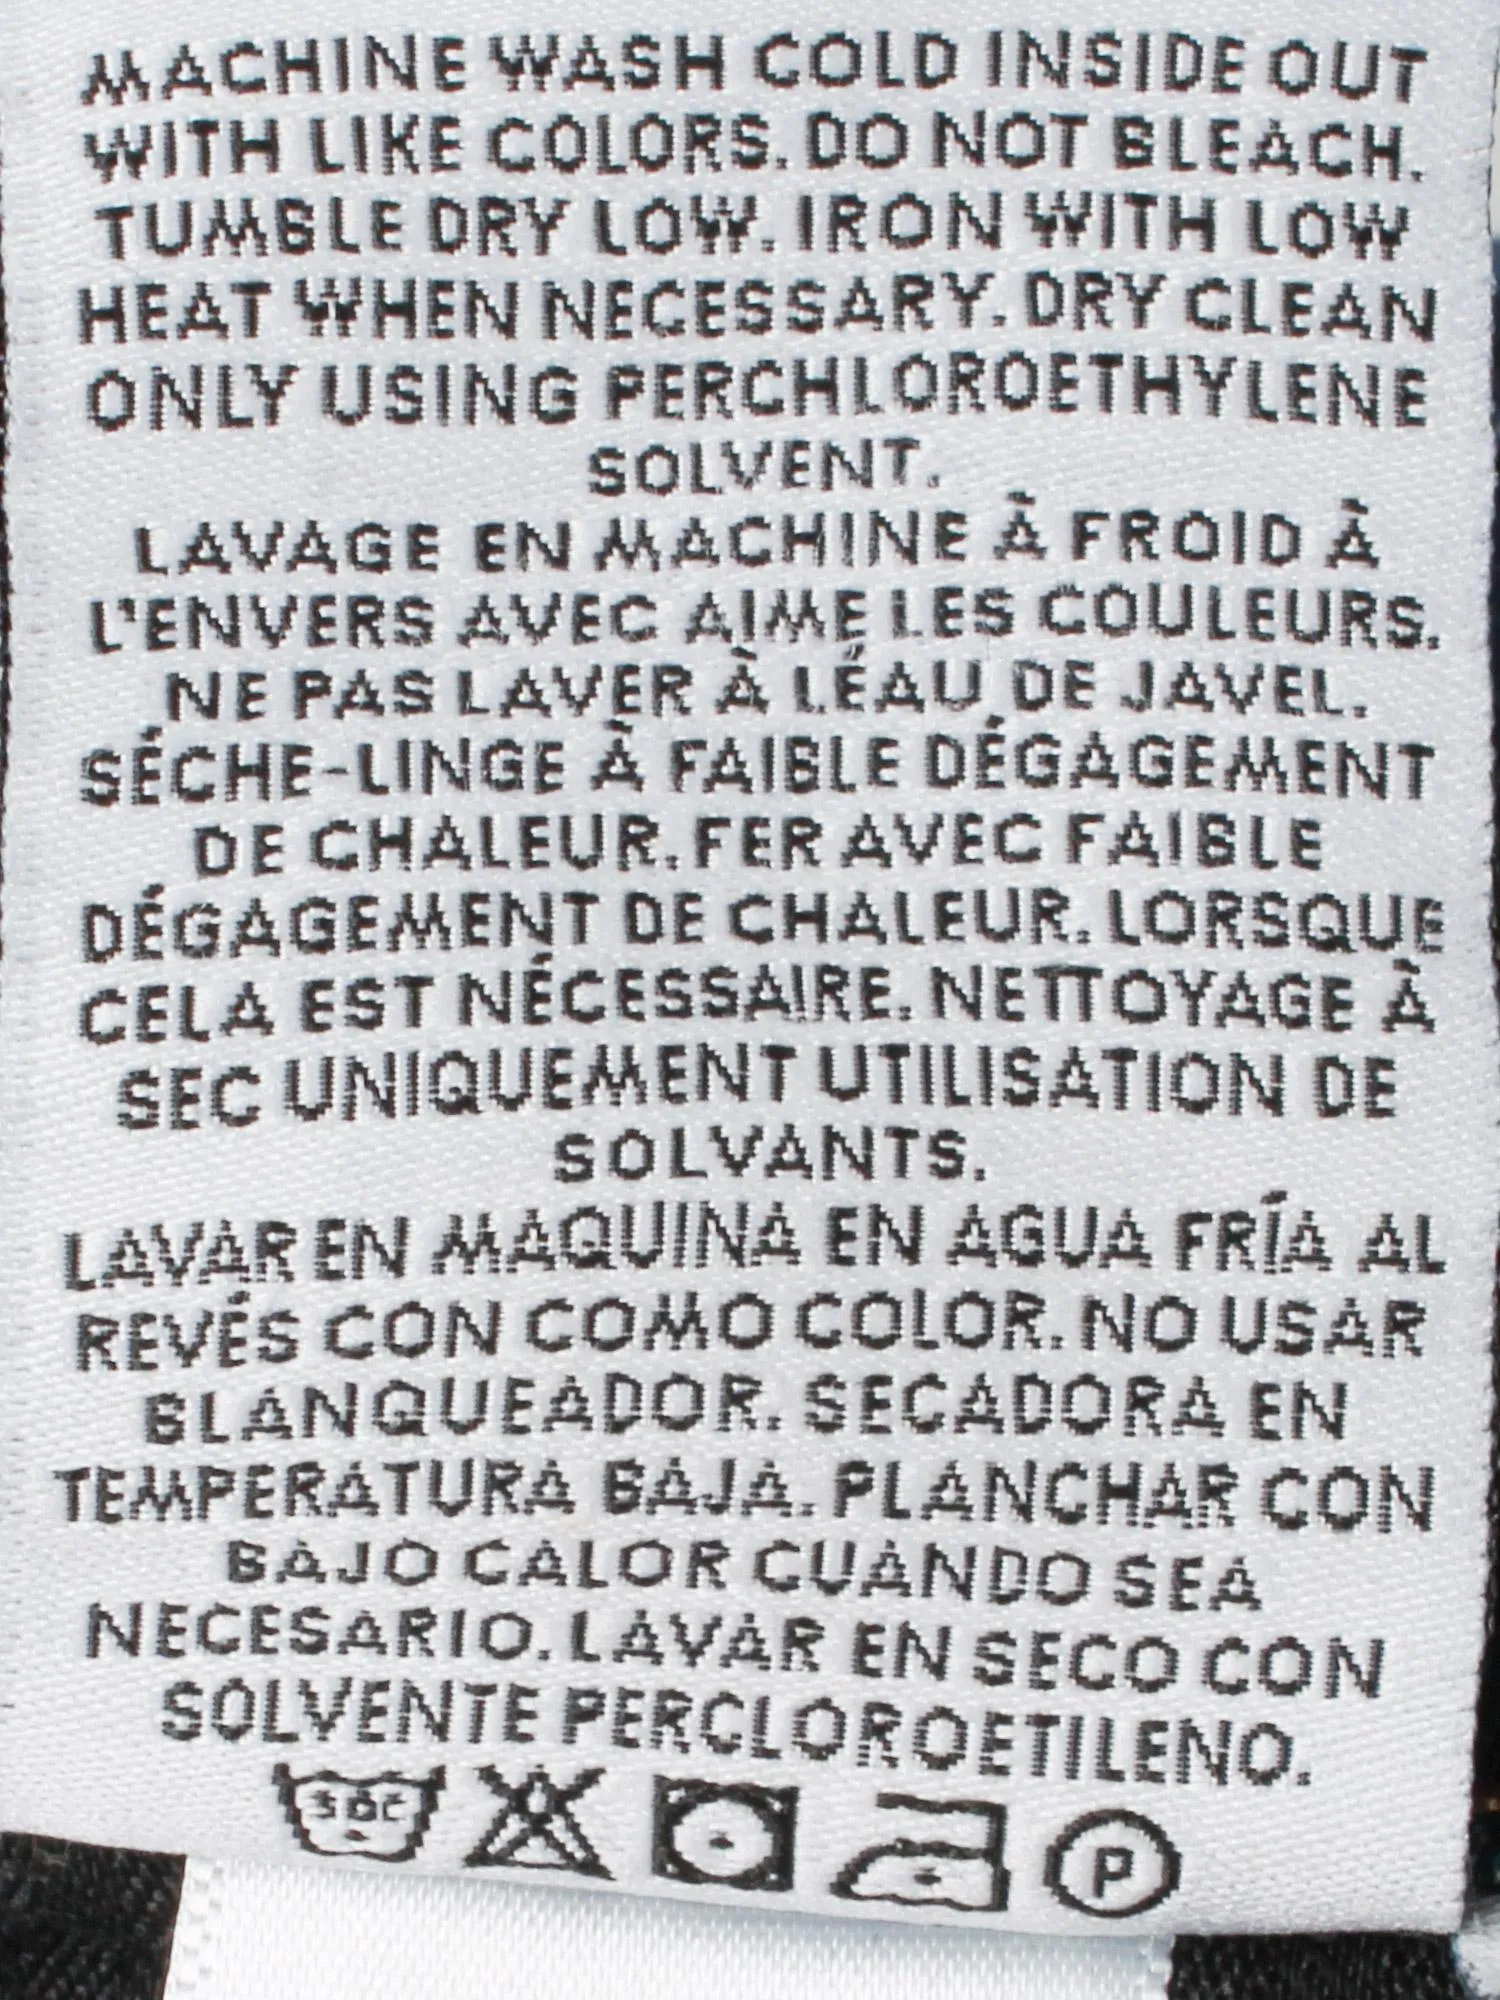 MACHINE WASH COLD INSIDE OUT
WITH LIKE COLORS. DO NOT BLEACH.
TUMBLE DRY LOW. IRON WITH LOW
HEAT WHEN NECESSARY. DRY CLEAN
ONLY USING PERCHLOROETHYLENE
SOLVENT.
LAVAGE EN MACHINE À FROID À
L'ENVERS AVEC AIME LES COULEURS.
NE PAS LAVER À LÉAU DE JAVEL.
SÉCHE-LINGE À FAIBLE DÉGAGEMENT
DE CHALEUR. FER AVEC FAIBLE
DÉGAGEMENT DE CHALEUR. LORSQUE
CELA EST NÉCESSAIRE. NETTOYAGE À
SEC UNIQUEMENT UTILISATION DE
SOLVANTS.
LAVAR EN MAQUINA EN AGUA FRÍA AL
REVÉS CON COMO COLOR. NO USAR
BLANQUEADOR. SECADORA EN
TEMPERATURA BAJA. PLANCHAR CON
BAJO CALOR CUANDO SEA
NECESARIO. LAVAR EN SECO CON
SOLVENTE PERCLOROETILENO.
P